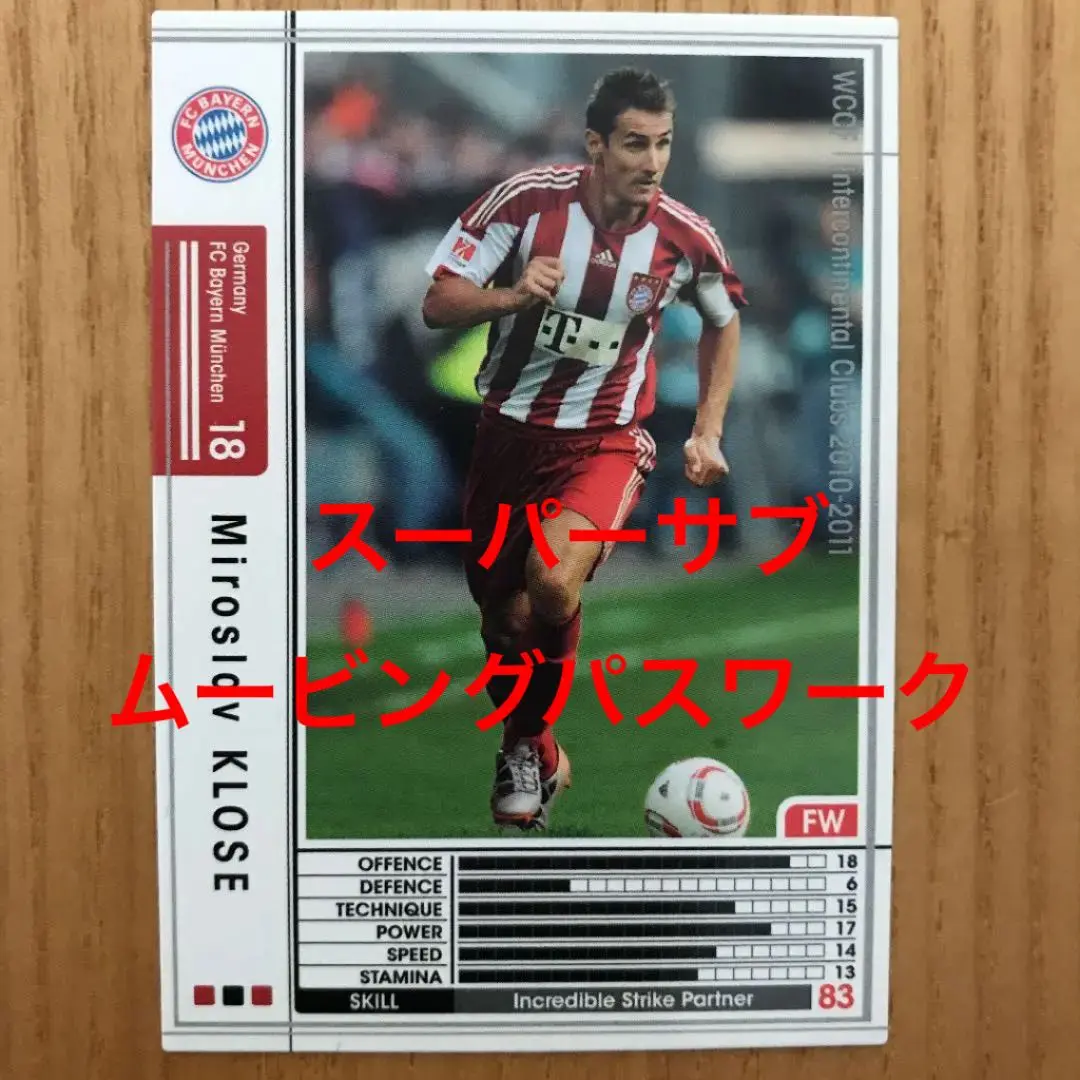 FC BAYERN
MÜNCHEN
Germany
FC Bayern München
18
Miroslav KLOSE
Intercontinental Clubs 2010-2011
adidas
T
スーパーサブ
ムービングパスワーク
FW
OFFENCE 18
DEFENCE 6
TECHNIQUE 15
POWER 17
SPEED 14
STAMINA 13
SKILL Incredible Strike Partner 83